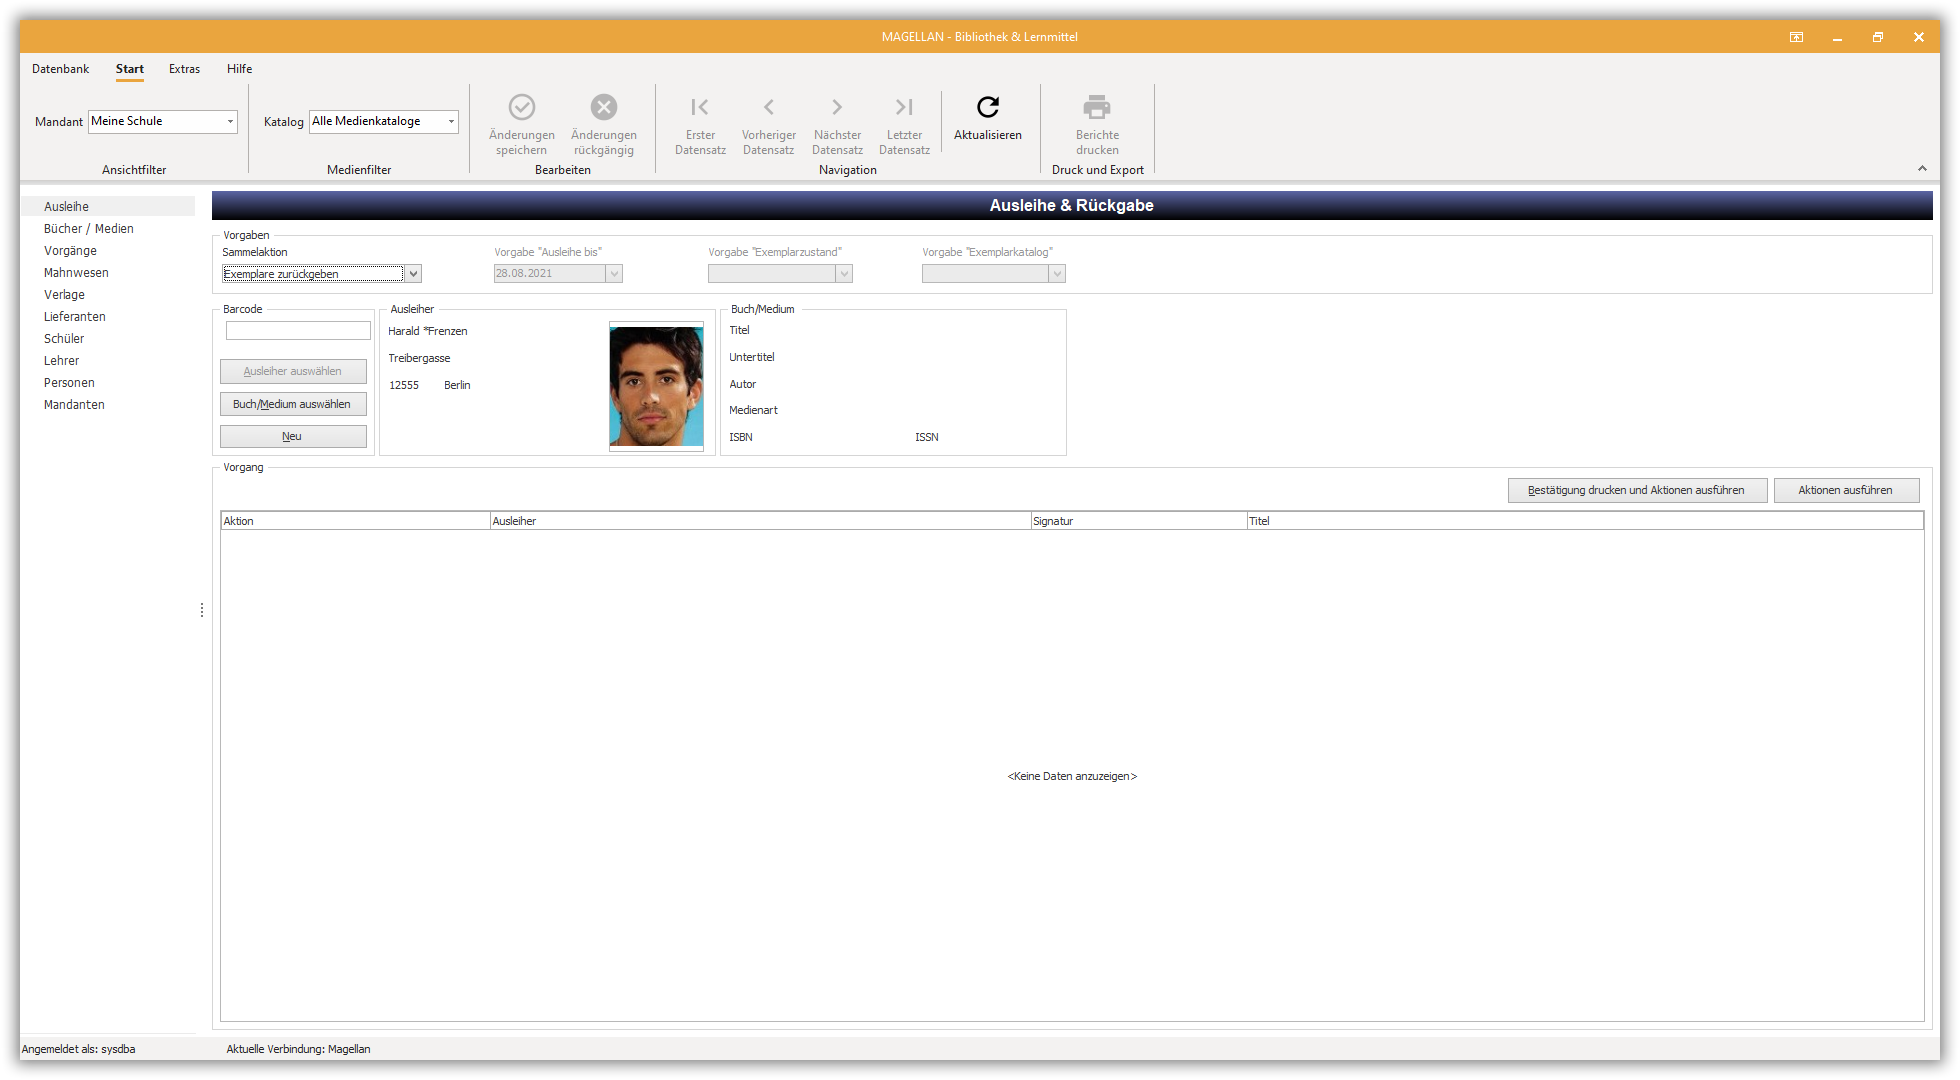 MAGELLAN - Bibliothek & Lernmittel
Datenbank Start Extras Hilfe
Mandant Meine Schule
Ansichtfilter
Katalog Alle Medienkataloge
Medienfilter
Änderungen speichern
Änderungen rückgängig
Bearbeiten
Erster Datensatz
Vorheriger Datensatz
Nächster Datensatz
Letzter Datensatz
Aktualisieren
Navigation
Berichte drucken
Druck und Export
Ausleihe
Bücher / Medien
Vorgänge
Mahnwesen
Verlage
Lieferanten
Schüler
Lehrer
Personen
Mandanten
Ausleihe & Rückgabe
Vorgaben
Sammelaktion Vorgabe "Ausleihe bis" Vorgabe "Exemplarzustand" Vorgabe "Exemplarkatalog"
Exemplare zurückgeben 28.08.2021
Barcode
Ausleiher auswählen
Buch/Medium auswählen
Neu
Ausleiher
Harald *Frenzen
Treibergasse
12555 Berlin
Buch/Medium
Titel
Untertitel
Autor
Medienart
ISBN ISSN
Vorgang
Bestätigung drucken und Aktionen ausführen Aktionen ausführen
Aktion Ausleiher Signatur Titel
<Keine Daten anzuzeigen>
Angemeldet als: sysdba Aktuelle Verbindung: Magellan